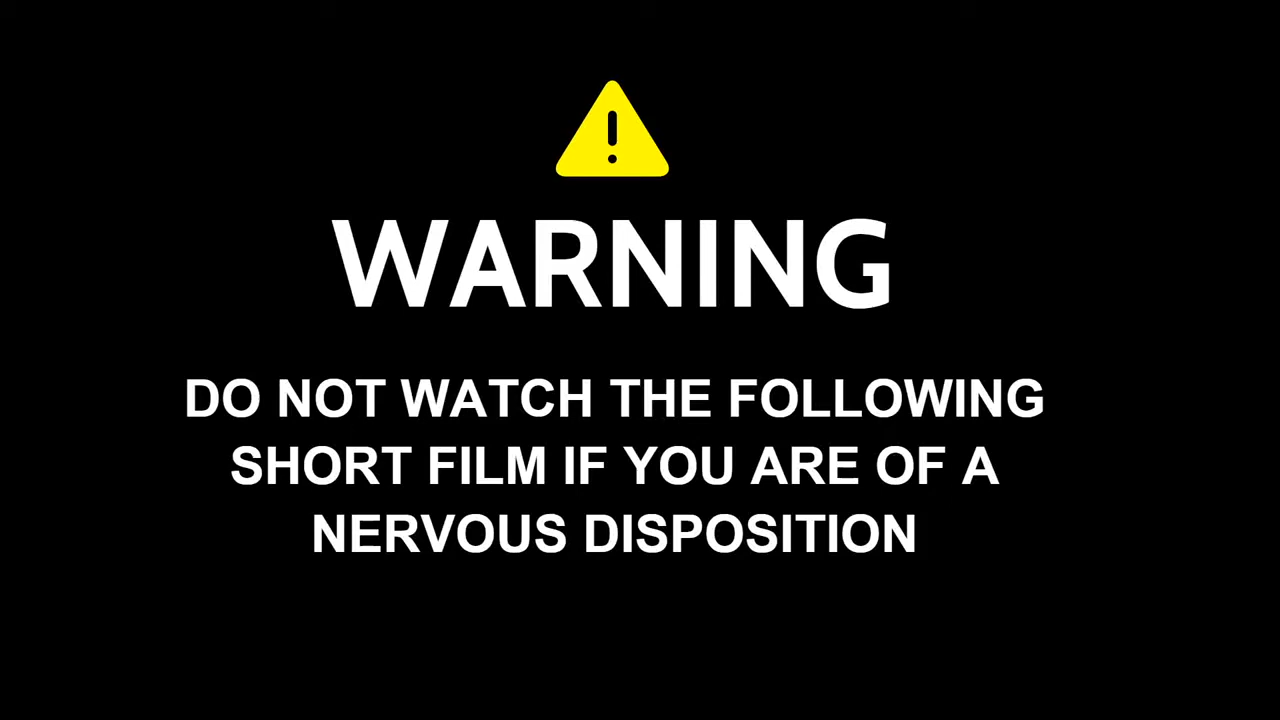 WARNING
DO NOT WATCH THE FOLLOWING
SHORT FILM IF YOU ARE OF A
NERVOUS DISPOSITION